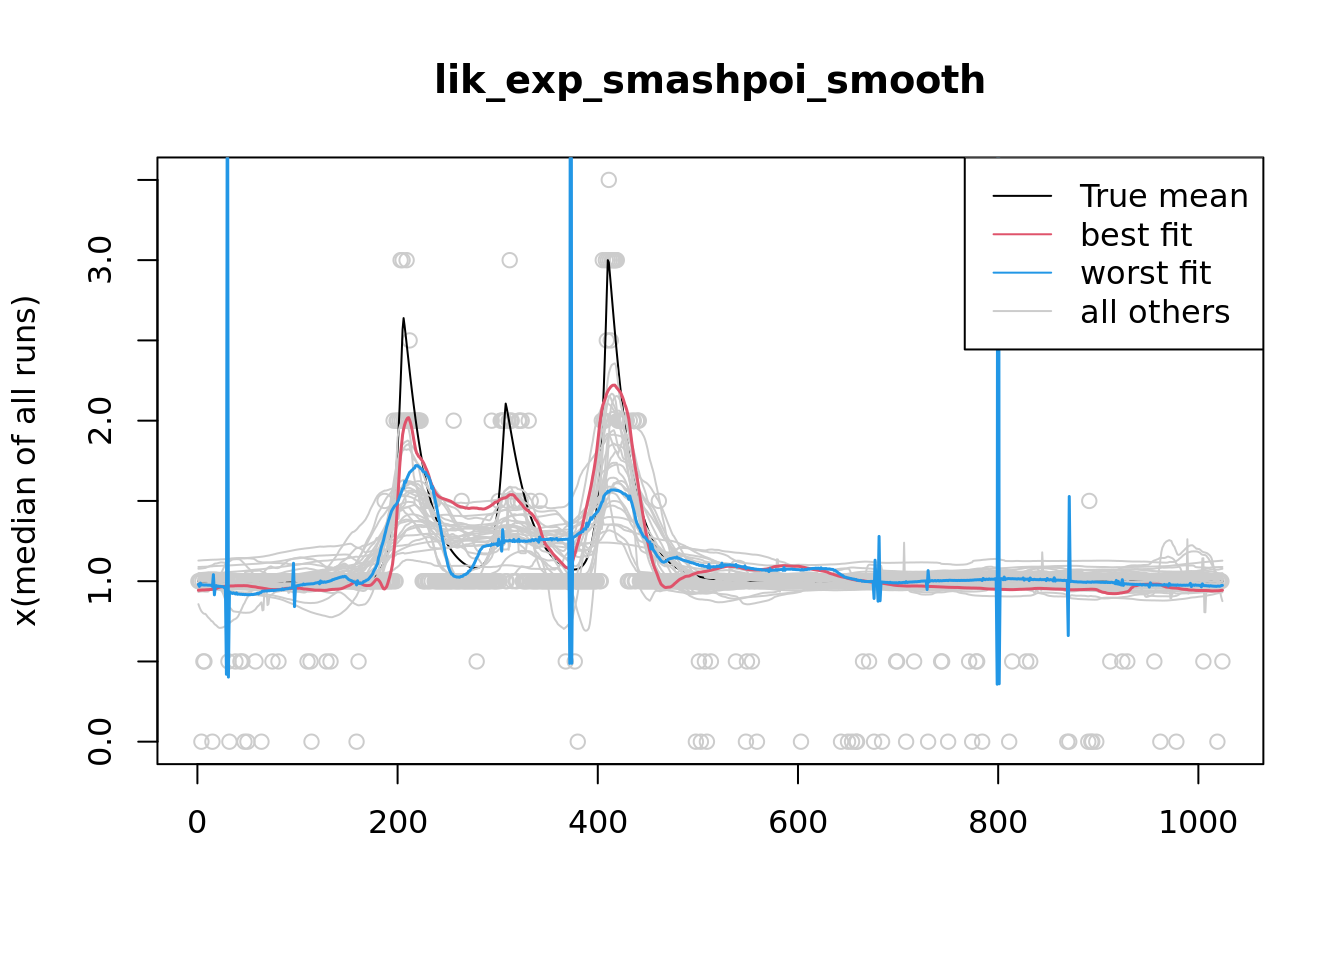 lik_exp_smashpoi_smooth
True mean
best fit
worst fit
all others
x(median of all runs)
3.0
2.0
1.0
0.0
0 200 400 600 800 1000